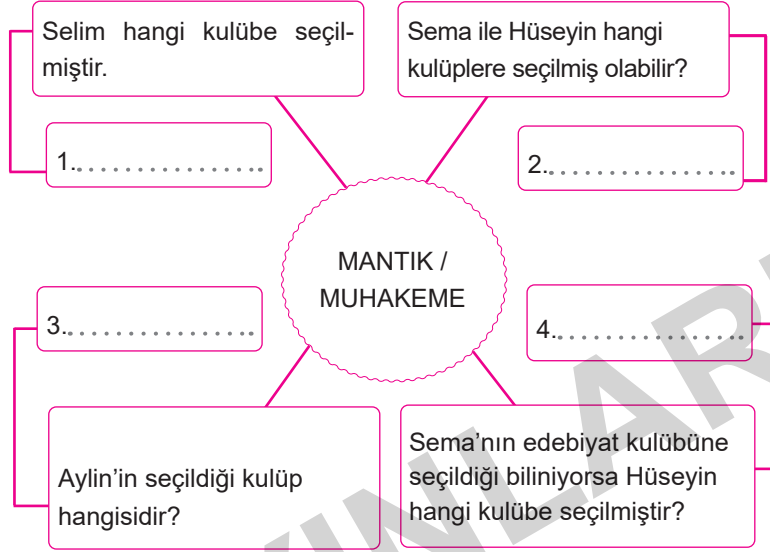 Selim hangi kulübe seçil-
miştir.
Sema ile Hüseyin hangi
kulüplere seçilmiş olabilir?
1.................
2.................
MANTIK /
MUHAKEME
3.................
4.................
Aylin'in seçildiği kulüp
hangisidir?
Sema'nın edebiyat kulübüne
seçildiği biliniyorsa Hüseyin
hangi kulübe seçilmiştir?